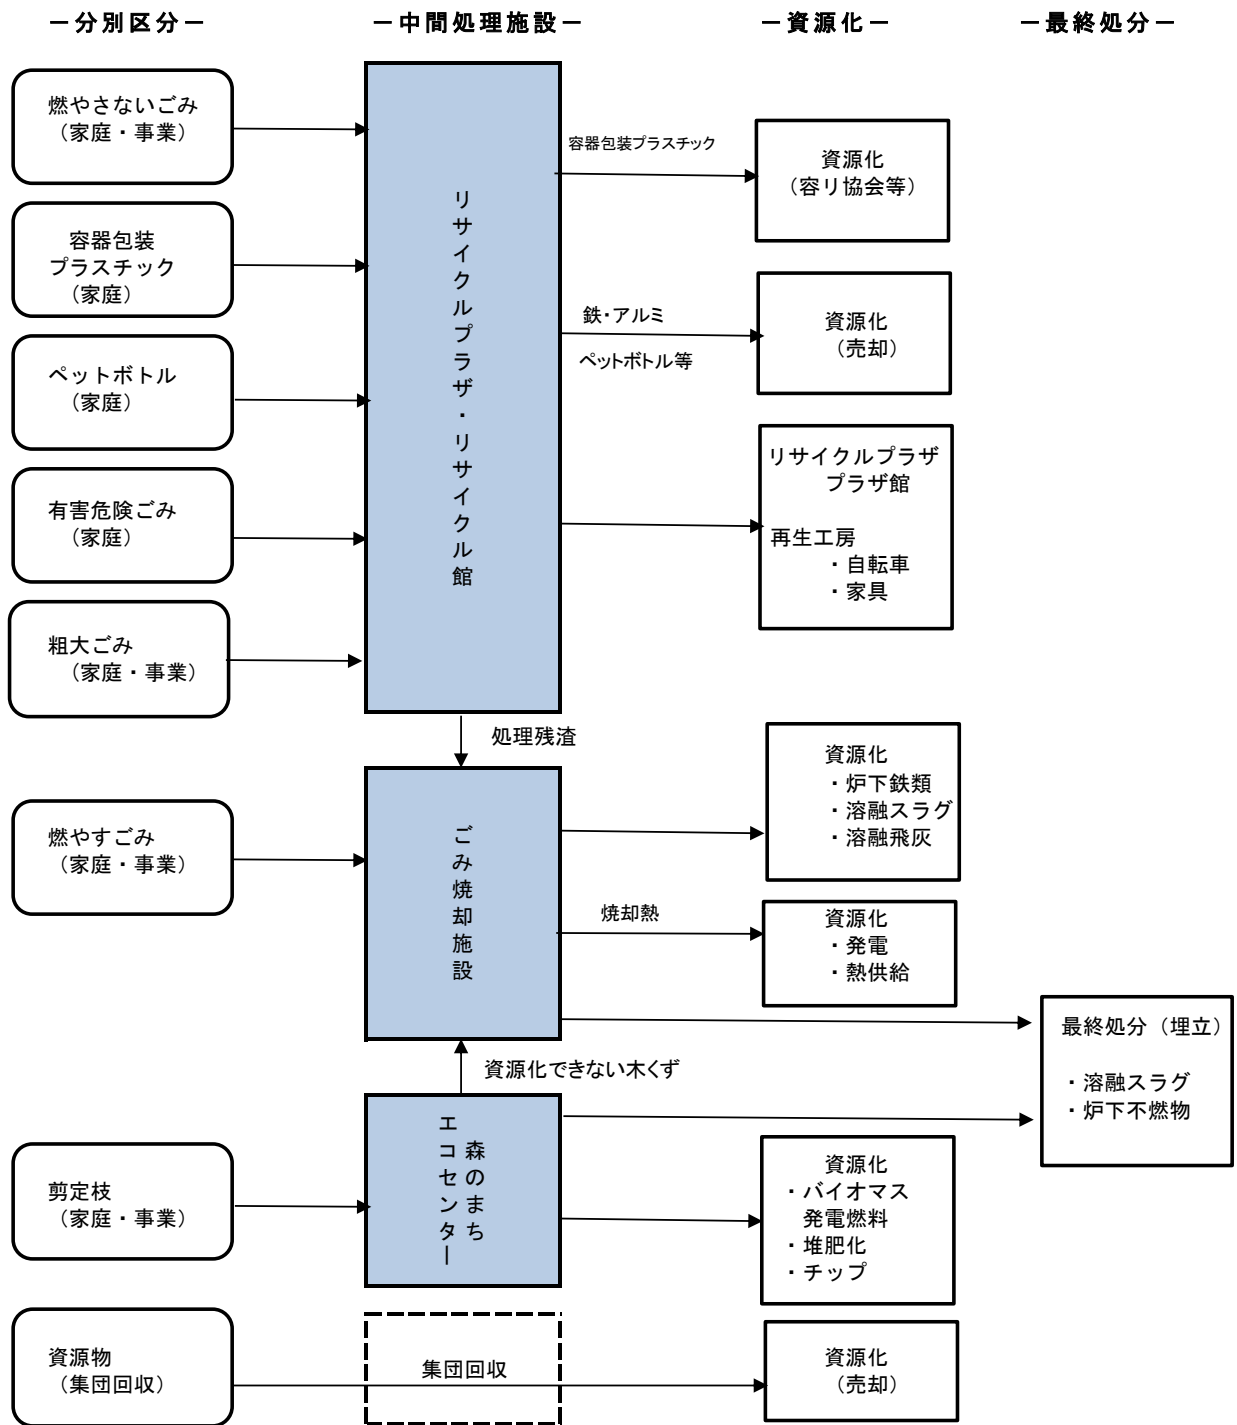 －分別区分－
－中間処理施設－
－資源化－
－最終処分－
燃やさないごみ
（家庭・事業）
容器包装
プラスチック
（家庭）
ペットボトル
（家庭）
有害危険ごみ
（家庭）
粗大ごみ
（家庭・事業）
リサイクルプラザ・リサイクル館
容器包装プラスチック
資源化
（容リ協会等）
鉄・アルミ
ペットボトル等
資源化
（売却）
リサイクルプラザ
プラザ館
再生工房
・自転車
・家具
処理残渣
燃やすごみ
（家庭・事業）
ごみ焼却施設
資源化
・炉下鉄類
・溶融スラグ
・溶融飛灰
焼却熱
資源化
・発電
・熱供給
最終処分（埋立）
・溶融スラグ
・炉下不燃物
資源化できない木くず
剪定枝
（家庭・事業）
森のまち
エコセンター
資源化
・バイオマス
発電燃料
・堆肥化
・チップ
資源物
（集団回収）
集団回収
資源化
（売却）